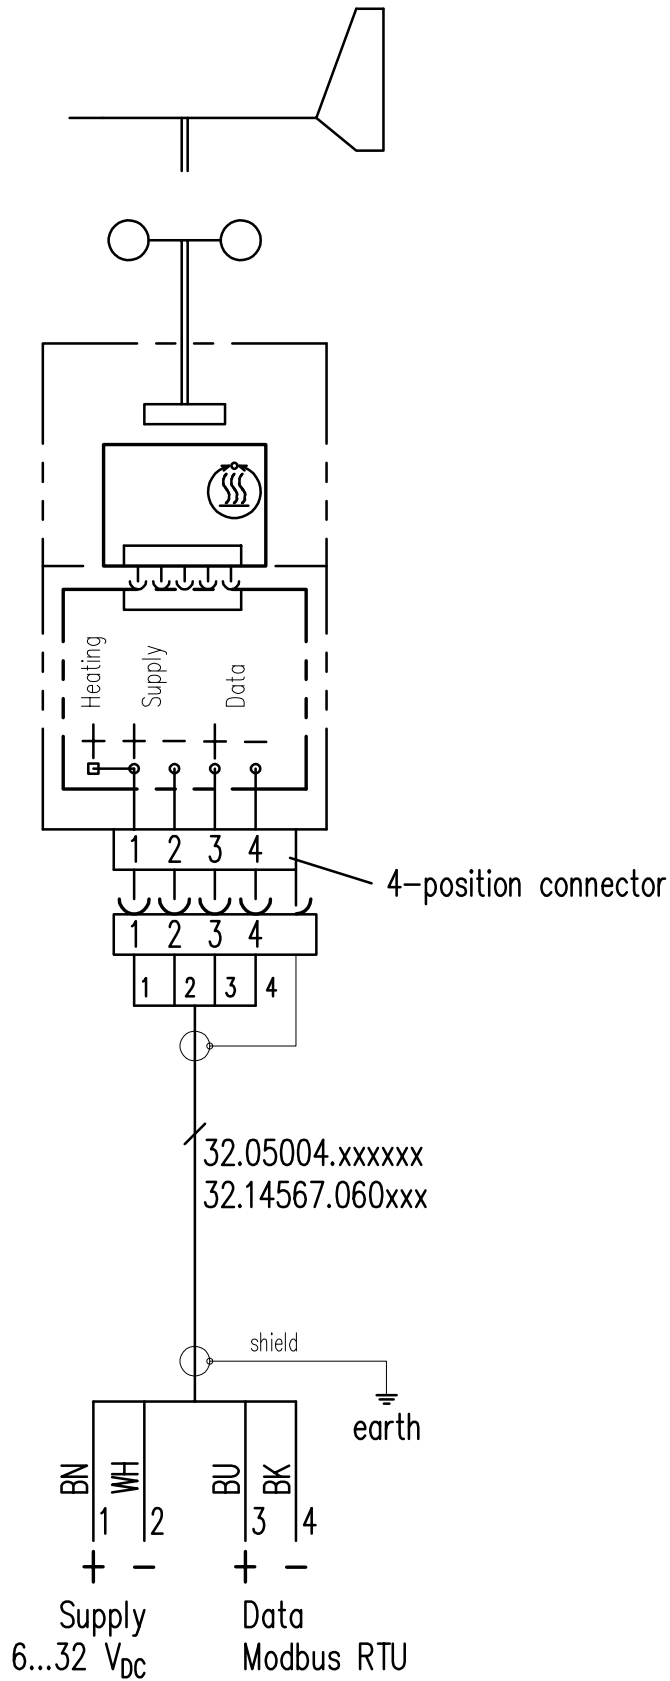 Heating
Supply
Data
+ + − + −
1 2 3 4
4−position connector
1 2 3 4
1 2 3 4
32.05004.xxxxxx
32.14567.060xxx
shield
earth
BN WH BU BK
1 2 3 4
+ − + −
Supply Data
6...32 VDC Modbus RTU